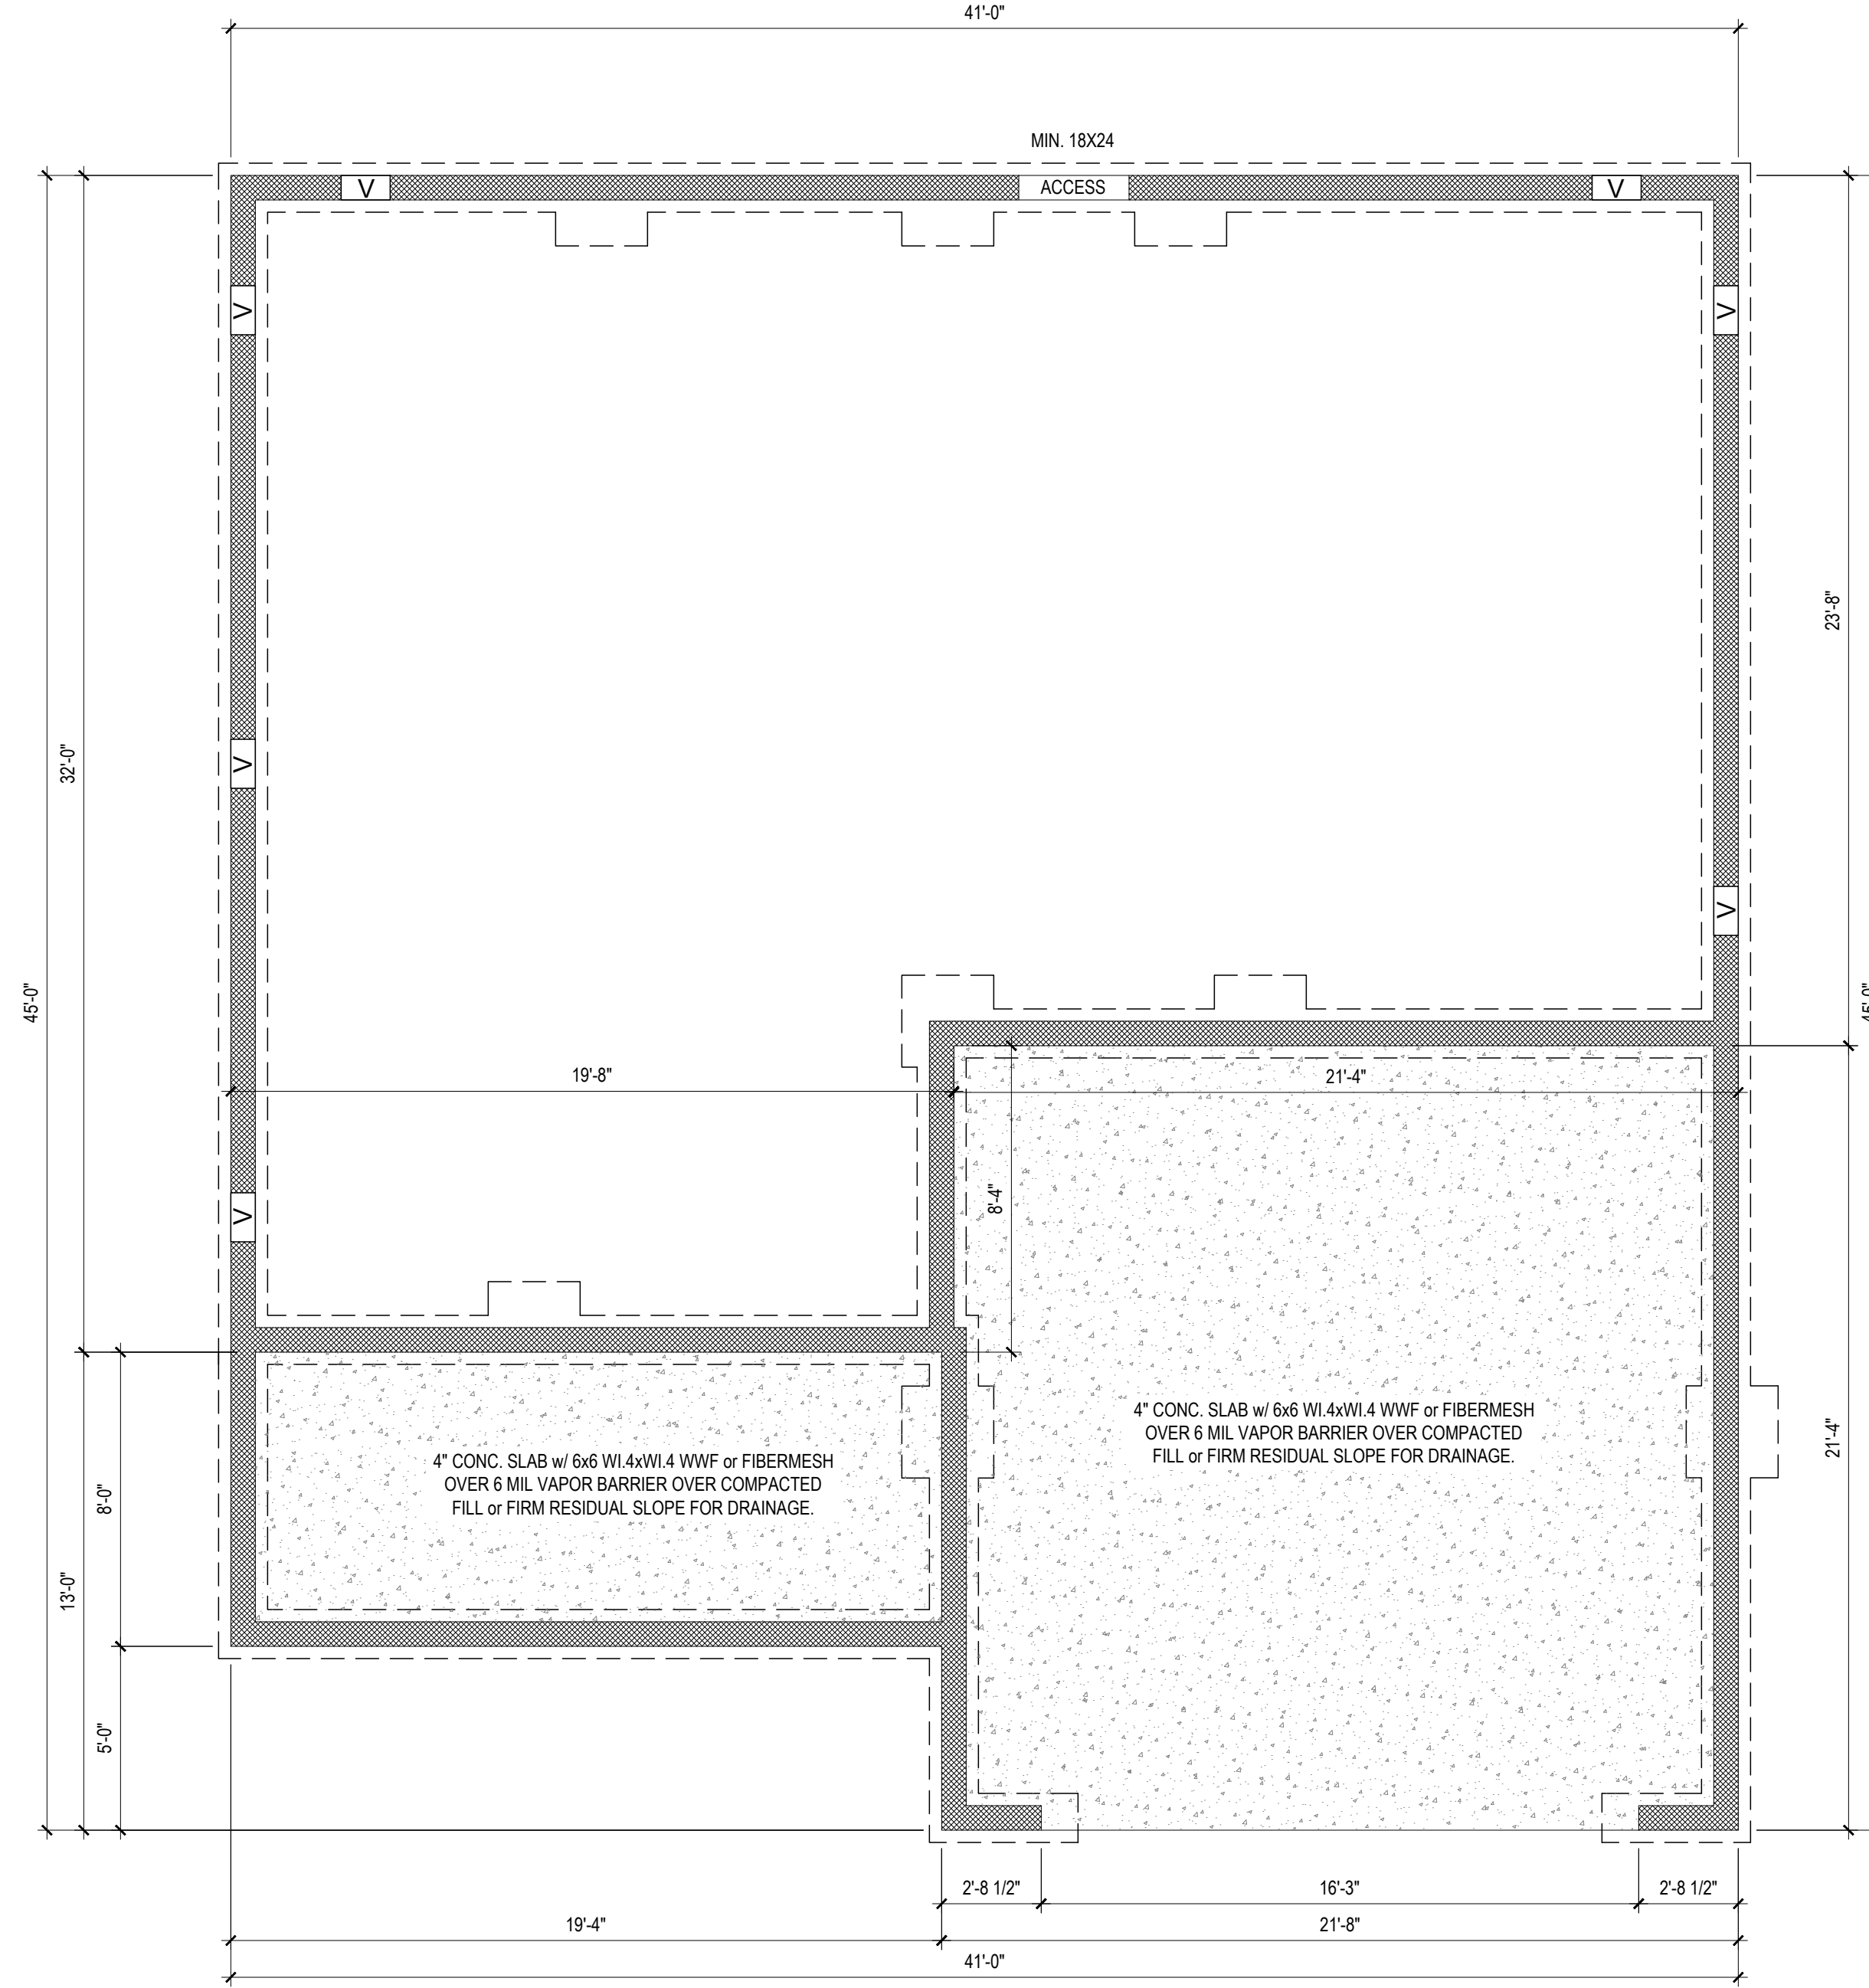 41'-0"
MIN. 18X24
V
ACCESS
V
V
V
23'-8"
32'-0"
V
V
45'-0"
45'-0"
19'-8"
21'-4"
8'-4"
V
4" CONC. SLAB w/ 6x6 WI.4xWI.4 WWF or FIBERMESH
OVER 6 MIL VAPOR BARRIER OVER COMPACTED
FILL or FIRM RESIDUAL SLOPE FOR DRAINAGE.
21'-4"
4" CONC. SLAB w/ 6x6 WI.4xWI.4 WWF or FIBERMESH
OVER 6 MIL VAPOR BARRIER OVER COMPACTED
FILL or FIRM RESIDUAL SLOPE FOR DRAINAGE.
8'-0"
13'-0"
5'-0"
2'-8 1/2"
16'-3"
2'-8 1/2"
19'-4"
21'-8"
41'-0"